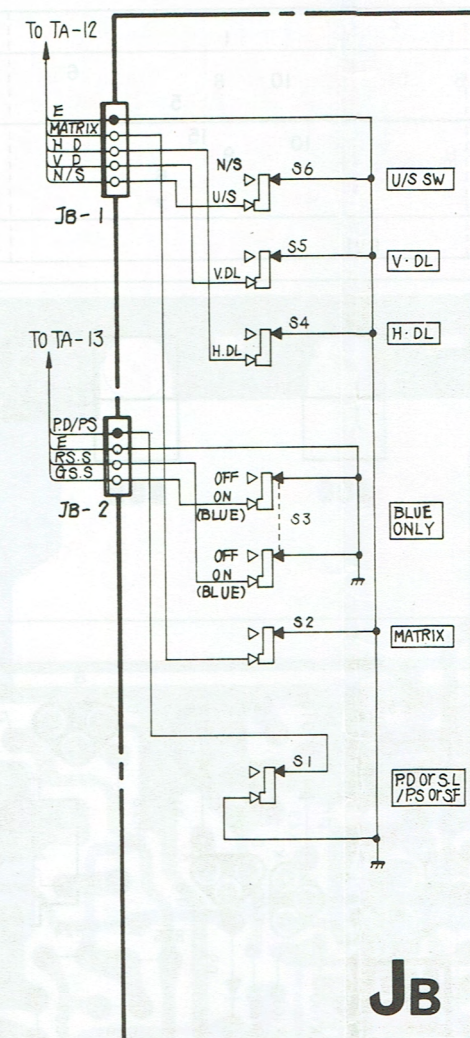 TO TA-12
E
MATRIX
H D
V D
N/S
JB-1
N/S
S6
U/S
U/S SW
S5
V.DL
V·DL
S4
H.DL
H·DL
TO TA-13
P.D/PS
E
RS.S
GS.S
JB-2
OFF
ON
(BLUE)
S3
OFF
ON
(BLUE)
BLUE
ONLY
S2
MATRIX
S1
P.D or S.L
/P.S or SF
JB